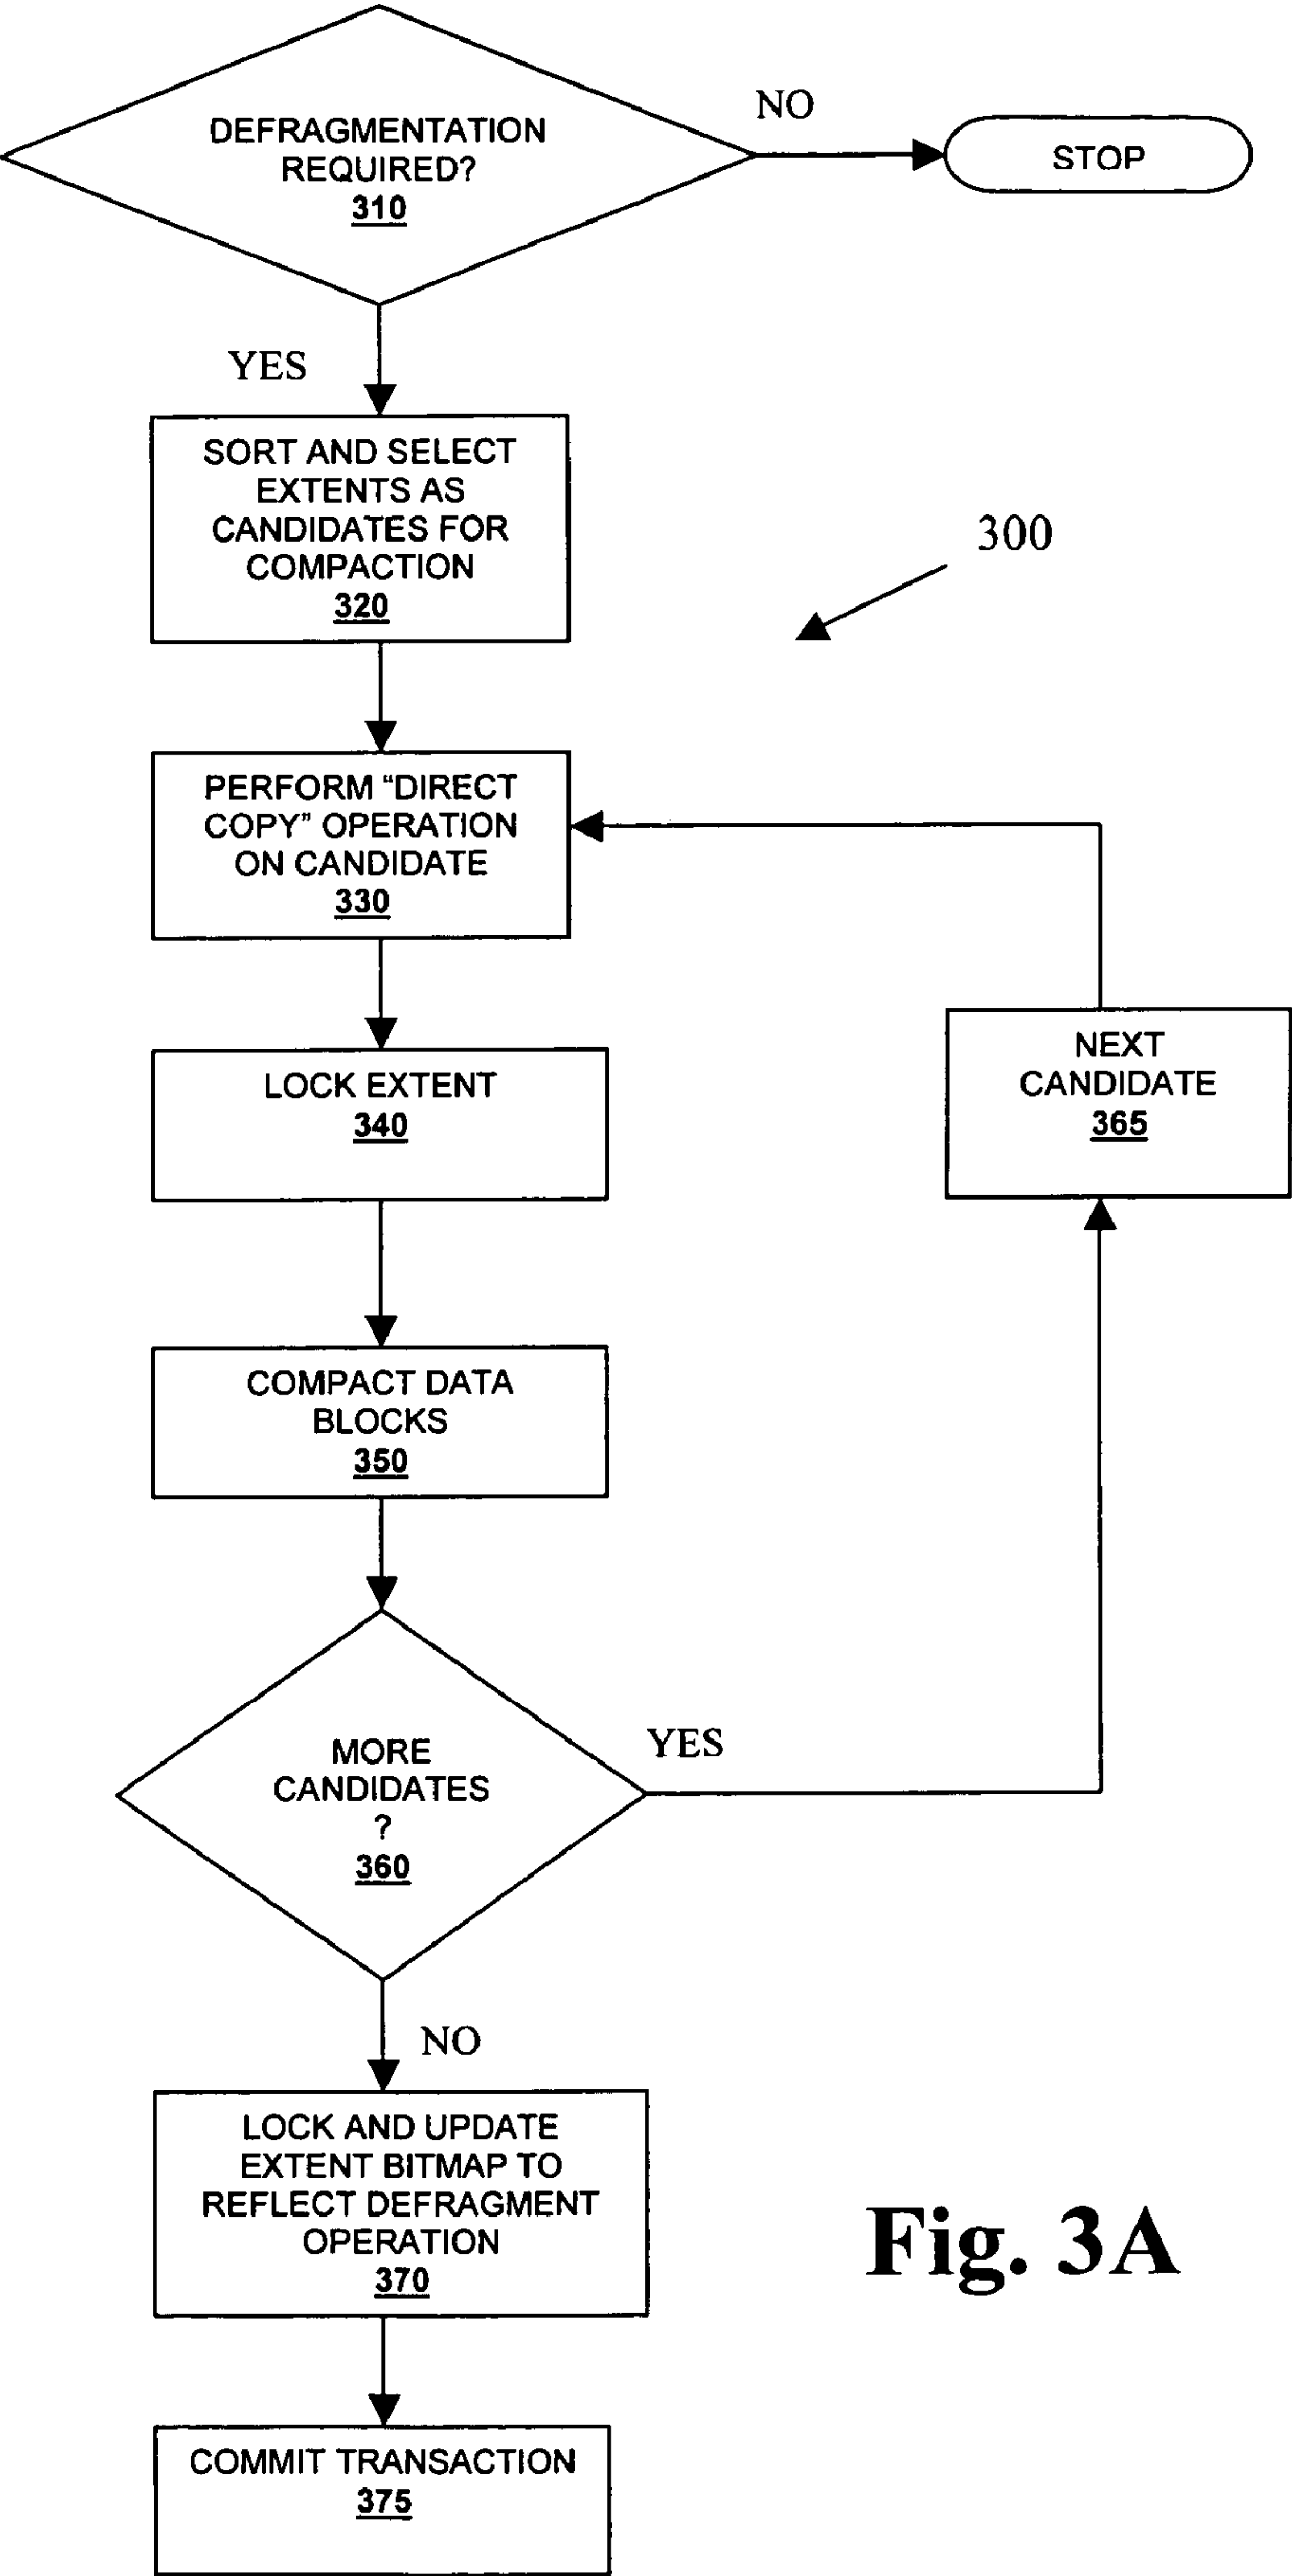 DEFRAGMENTATION
REQUIRED?
310
NO
STOP
YES
SORT AND SELECT
EXTENTS AS
CANDIDATES FOR
COMPACTION
320
300
PERFORM “DIRECT
COPY” OPERATION
ON CANDIDATE
330
LOCK EXTENT
340
NEXT
CANDIDATE
365
COMPACT DATA
BLOCKS
350
MORE
CANDIDATES
?
360
YES
NO
LOCK AND UPDATE
EXTENT BITMAP TO
REFLECT DEFRAGMENT
OPERATION
370
Fig. 3A
COMMIT TRANSACTION
375